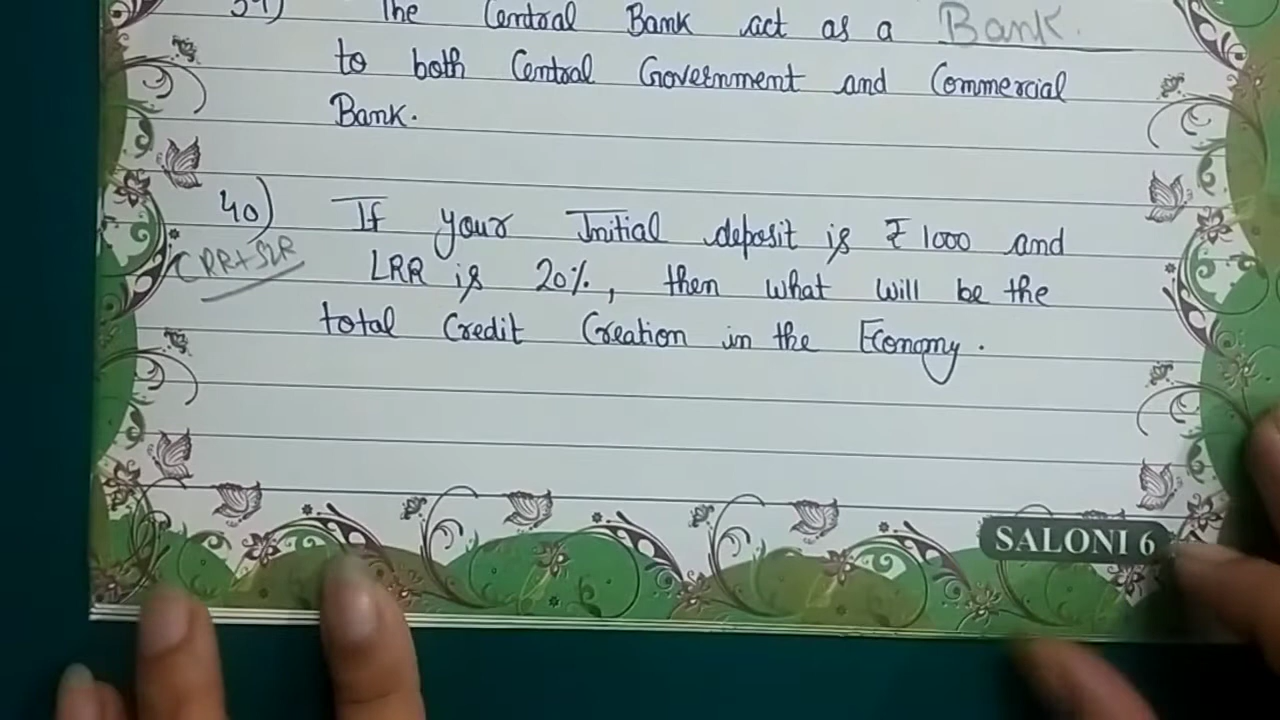 39) The Central Bank act as a Bank.
to both Central Government and Commercial
Bank.
40) If your Initial deposit is ₹ 1000 and
CRR+SLR LRR is 20%, then what will be the
total Credit Creation in the Economy.
SALONI 6